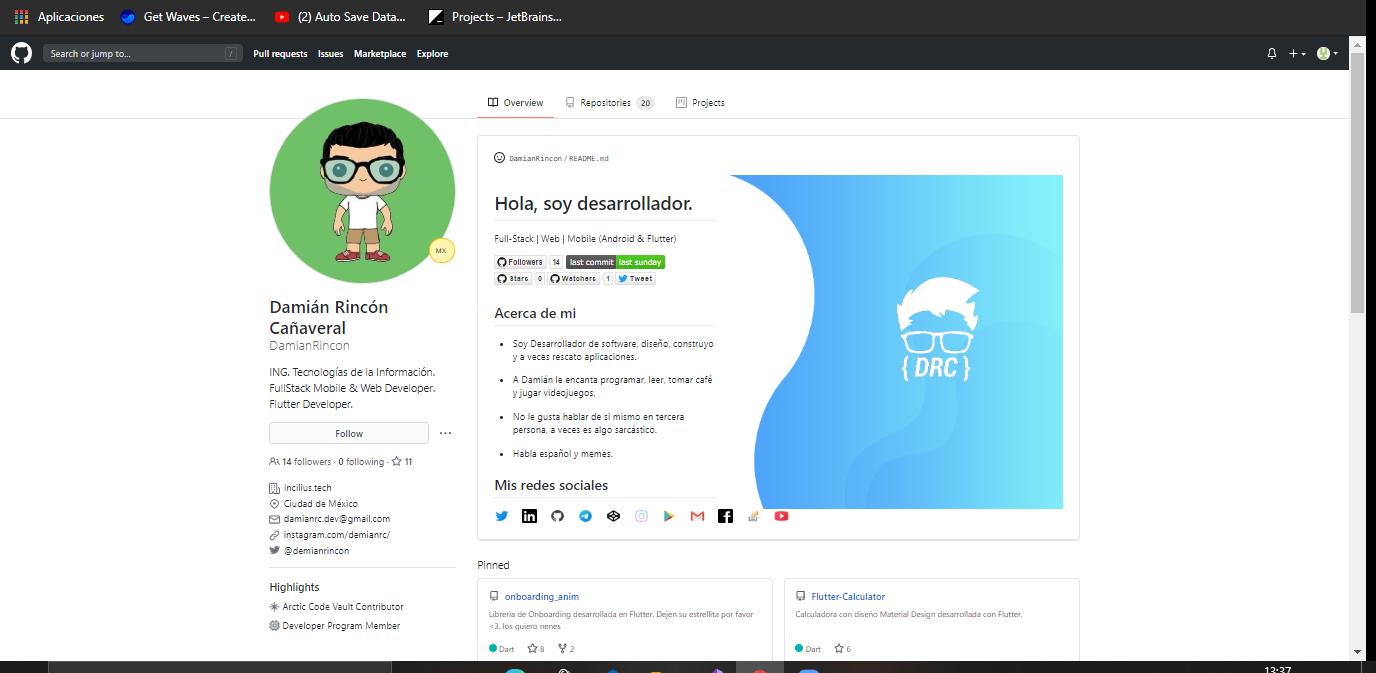 Aplicaciones
Get Waves – Create...
(2) Auto Save Data...
Projects – JetBrains...
Search or jump to...
/
Pull requests
Issues
Marketplace
Explore
Overview
Repositories 20
Projects
MX
Damián Rincón
Cañaveral
DamianRincon
ING. Tecnologías de la Información.
FullStack Mobile & Web Developer.
Flutter Developer.
Follow
...
14 followers · 0 following · 11
Incilius.tech
Ciudad de México
damianrc.dev@gmail.com
instagram.com/demianrc/
@demianrincon
Highlights
Arctic Code Vault Contributor
Developer Program Member
DamianRincon / README.md
Hola, soy desarrollador.
Full-Stack | Web | Mobile (Android & Flutter)
Followers 14 last commit last sunday
Stars 0 Watchers 1 Tweet
Acerca de mi
• Soy Desarrollador de software, diseño, construyo
y a veces rescato aplicaciones.
• A Damián le encanta programar, leer, tomar café
y jugar videojuegos.
• No le gusta hablar de si mismo en tercera
persona, a veces es algo sarcástico.
• Habla español y memes.
Mis redes sociales
{ DRC }
Pinned
onboarding_anim
Libreria de Onboarding desarrollada en Flutter. Dejen su estrellita por favor
<3, los quiero nenes
Dart 8 2
Flutter-Calculator
Calculadora con diseño Material Design desarrollada con Flutter.
Dart 6
13:37